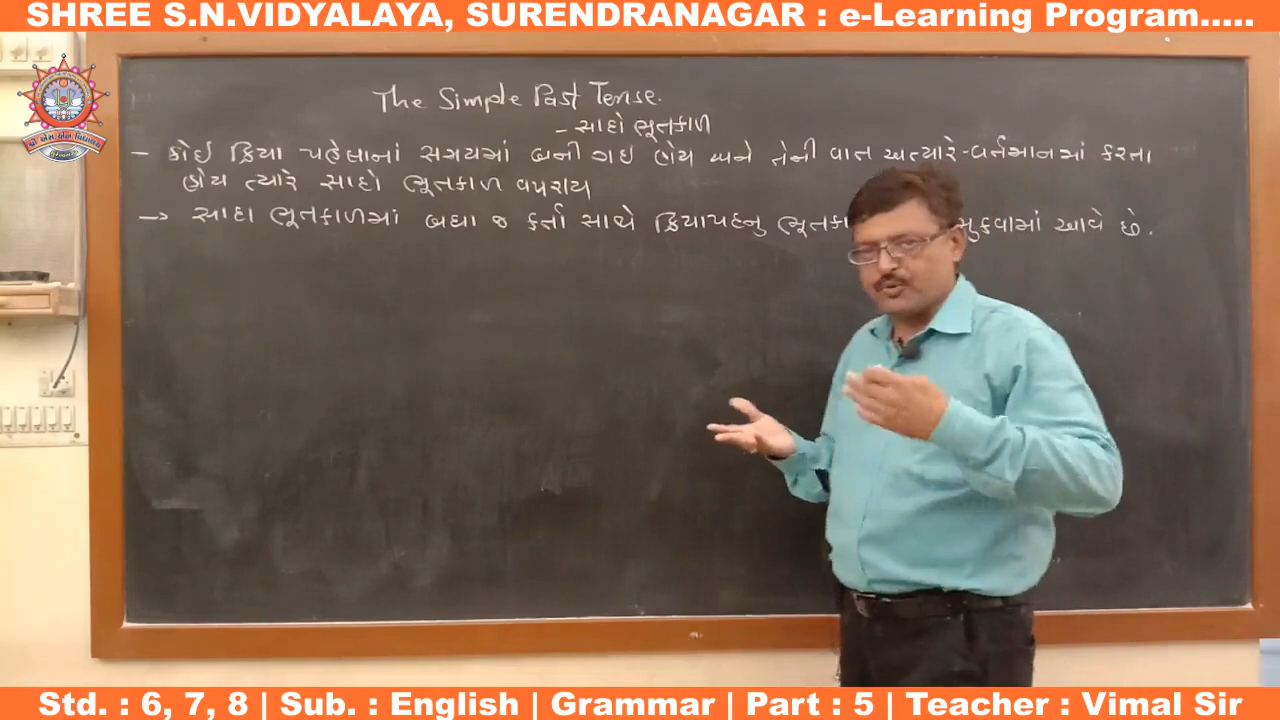 SHREE S.N.VIDYALAYA, SURENDRANAGAR : e-Learning Program.....
The Simple Past Tense.
- સાદો ભૂતકાળ
- કોઈ ક્રિયા પહેલાનાં સમયમાં બની ગઈ હોય અને તેની વાત અત્યારે-વર્તમાનમાં કરતા
હોય ત્યારે સાદો ભૂતકાળ વપરાય
→ સાદા ભૂતકાળમાં બધા જ કર્તા સાથે ક્રિયાપદનુ ભૂતકા મુકવામાં આવે છે.
Std. : 6, 7, 8 | Sub. : English | Grammar | Part : 5 | Teacher : Vimal Sir